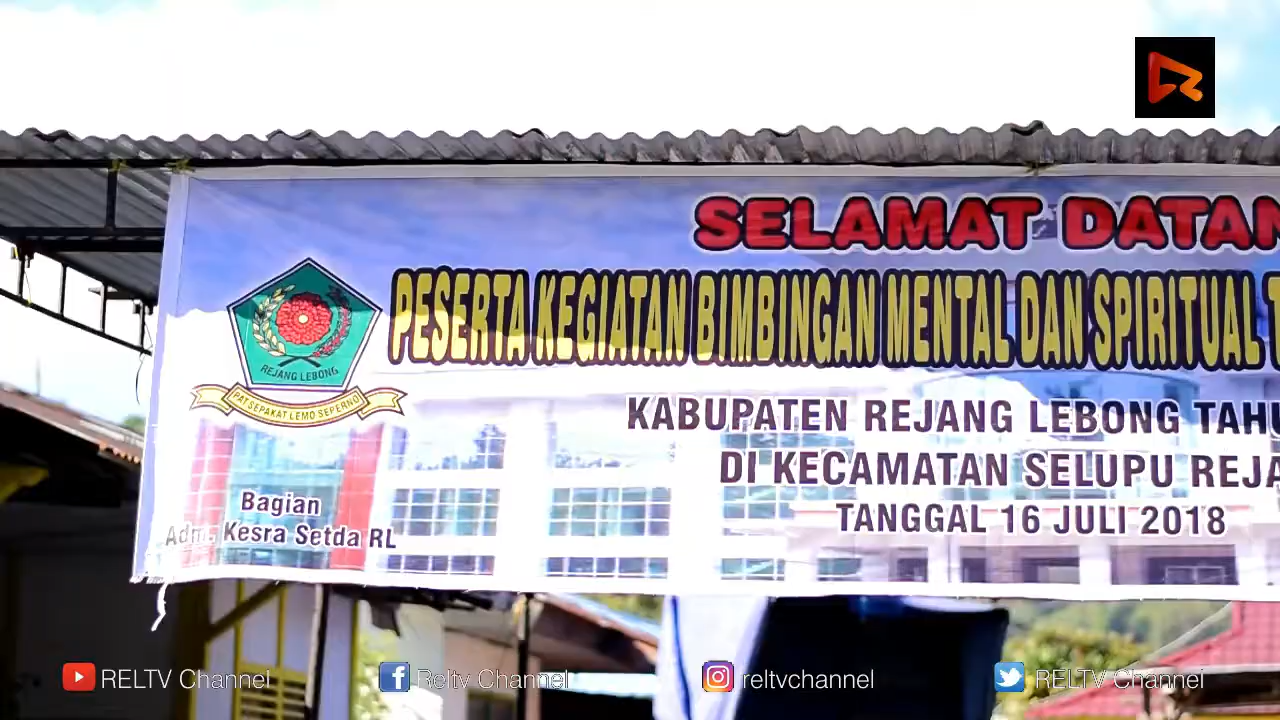 SELAMAT DATAN
PESERTA KEGIATAN BIMBINGAN MENTAL DAN SPIRITUAL T
REJANG LEBONG
PAT SEPAKAT LEMO SEPERNO
KABUPATEN REJANG LEBONG TAHU
DI KECAMATAN SELUPU REJA
TANGGAL 16 JULI 2018
Bagian
Adm. Kesra Setda RL
RELTV Channel
Reltv Channel
reltvchannel
RELTV Channel